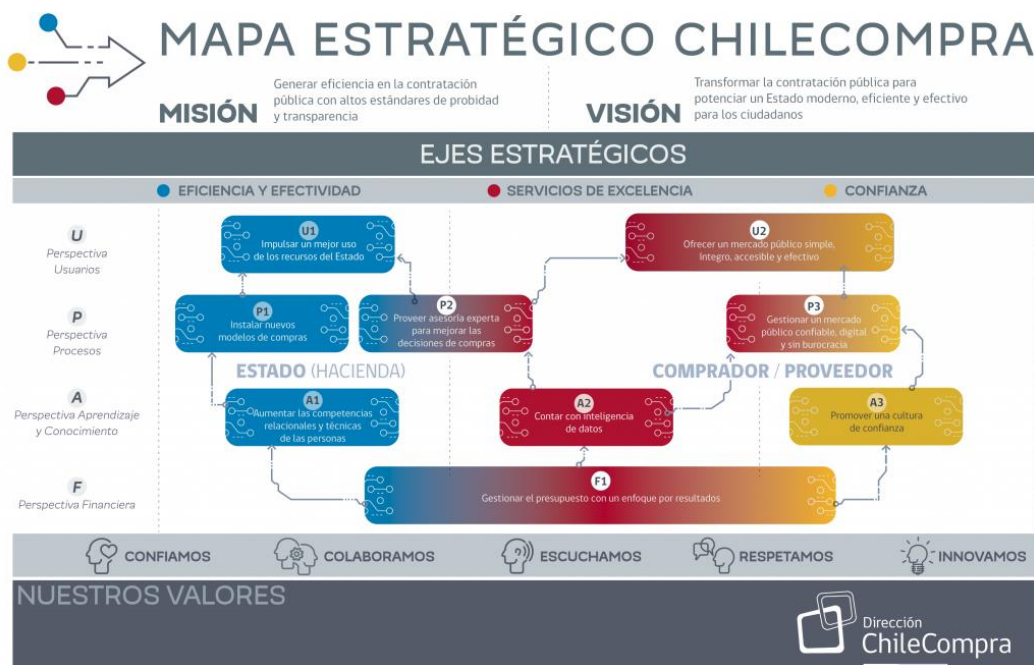 MAPA ESTRATÉGICO CHILECOMPRA
MISIÓN
Generar eficiencia en la contratación
pública con altos estándares de probidad
y transparencia
VISIÓN
Transformar la contratación pública para
potenciar un Estado moderno, eficiente y efectivo
para los ciudadanos
EJES ESTRATÉGICOS
EFICIENCIA Y EFECTIVIDAD
SERVICIOS DE EXCELENCIA
CONFIANZA
U
Perspectiva
Usuarios
U1
Impulsar un mejor uso
de los recursos del Estado
U2
Ofrecer un mercado público simple,
íntegro, accesible y efectivo
P
Perspectiva
Procesos
P1
Instalar nuevos
modelos de compras
P2
Proveer asesoría experta
para mejorar las
decisiones de compras
P3
Gestionar un mercado
público confiable, digital
y sin burocracia
ESTADO (HACIENDA)
COMPRADOR / PROVEEDOR
A
Perspectiva Aprendizaje
y Conocimiento
A1
Aumentar las competencias
relacionales y técnicas
de las personas
A2
Contar con inteligencia
de datos
A3
Promover una cultura
de confianza
F
Perspectiva Financiera
F1
Gestionar el presupuesto con un enfoque por resultados
CONFIAMOS
COLABORAMOS
ESCUCHAMOS
RESPETAMOS
INNOVAMOS
NUESTROS VALORES
Dirección
ChileCompra